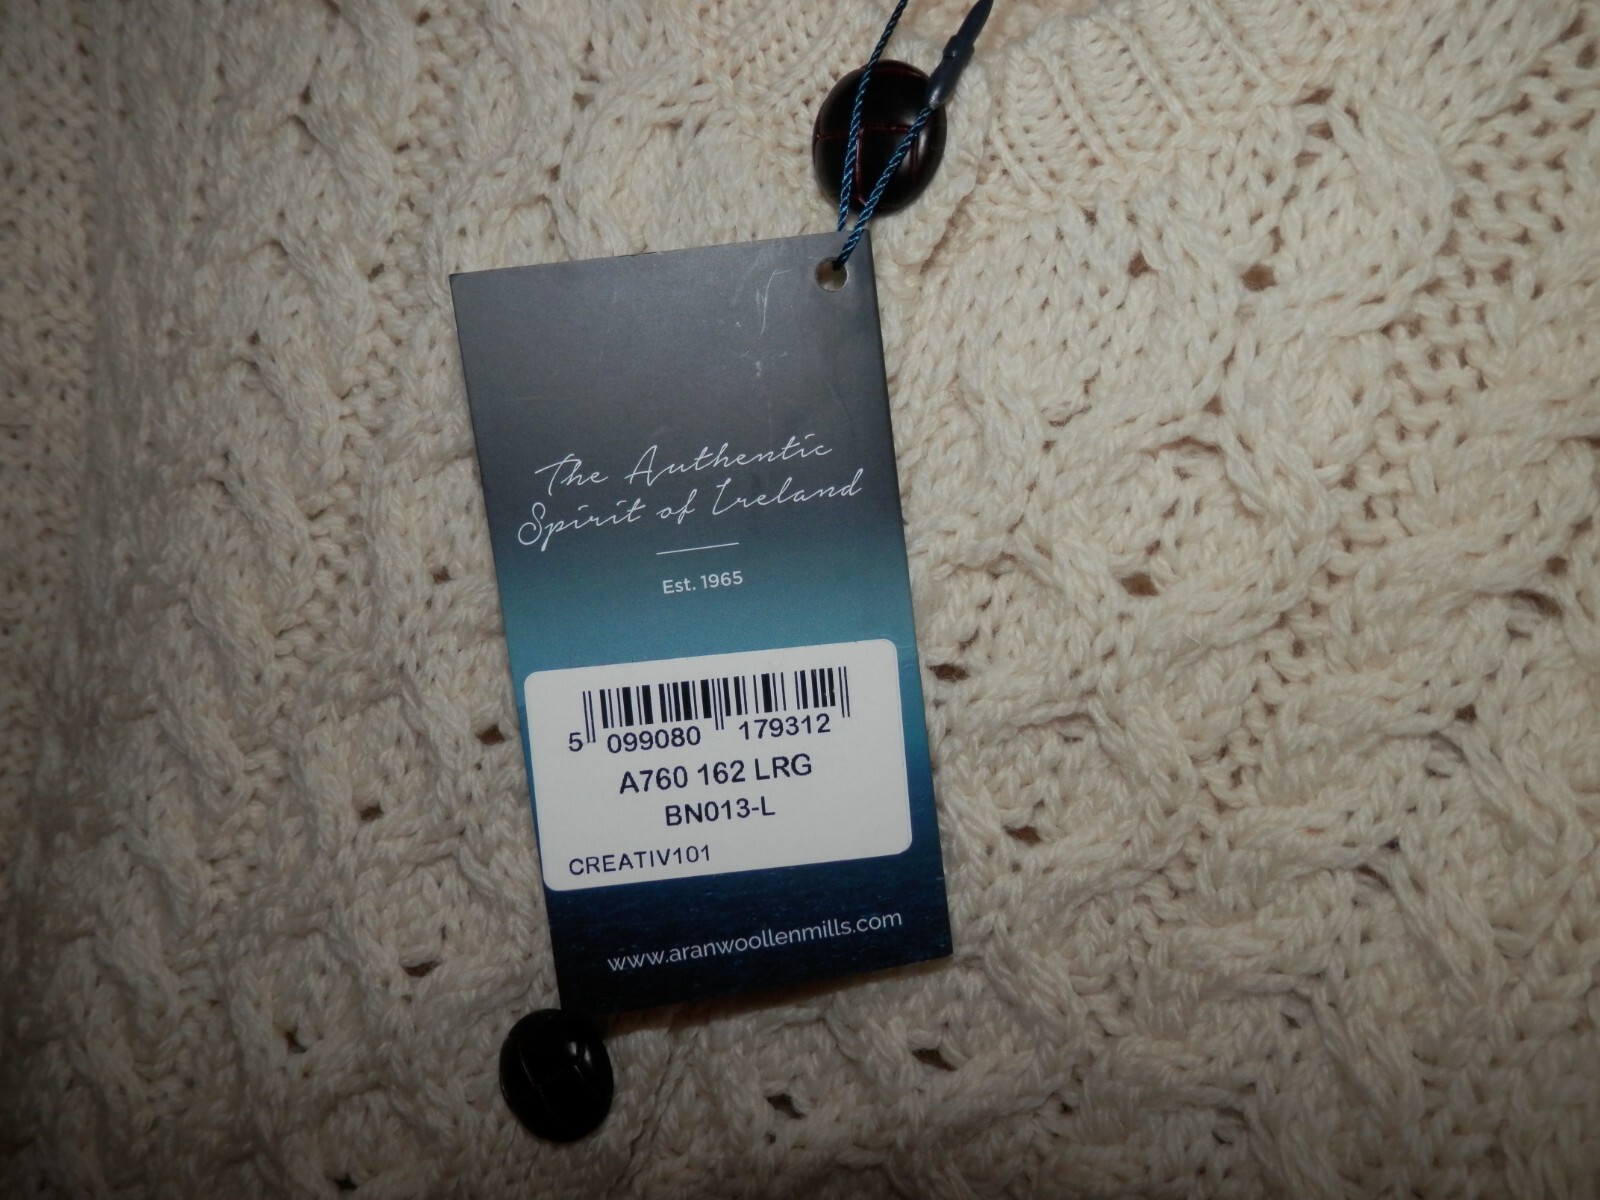 The Authentic
Spirit of Ireland
Est. 1965
5 099080 179312
A760 162 LRG
BN013-L
CREATIV101
www.aranwoollenmills.com